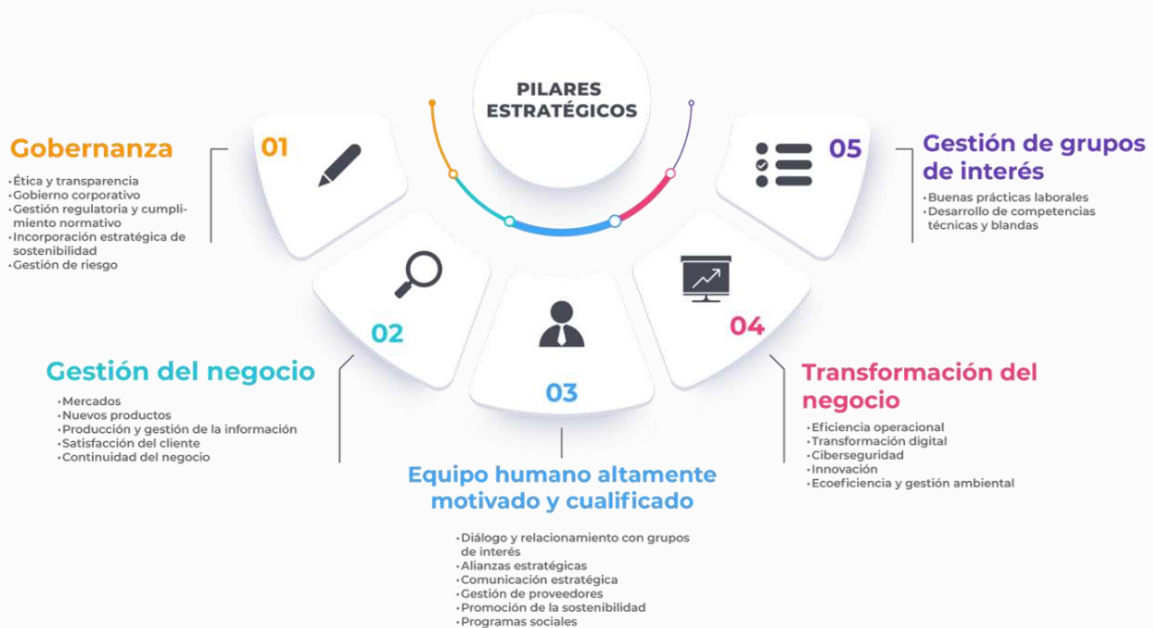 PILARES
ESTRATÉGICOS
01
Gobernanza
•Ética y transparencia
•Gobierno corporativo
•Gestión regulatoria y cumpli-
miento normativo
•Incorporación estratégica de
sostenibilidad
•Gestión de riesgo
02
Gestión del negocio
•Mercados
•Nuevos productos
•Producción y gestión de la información
•Satisfacción del cliente
•Continuidad del negocio
03
Equipo humano altamente
motivado y cualificado
•Diálogo y relacionamiento con grupos
de interés
•Alianzas estratégicas
•Comunicación estratégica
•Gestión de proveedores
•Promoción de la sostenibilidad
•Programas sociales
04
Transformación del
negocio
•Eficiencia operacional
•Transformación digital
•Ciberseguridad
•Innovación
•Ecoeficiencia y gestión ambiental
05
Gestión de grupos
de interés
•Buenas prácticas laborales
•Desarrollo de competencias
técnicas y blandas